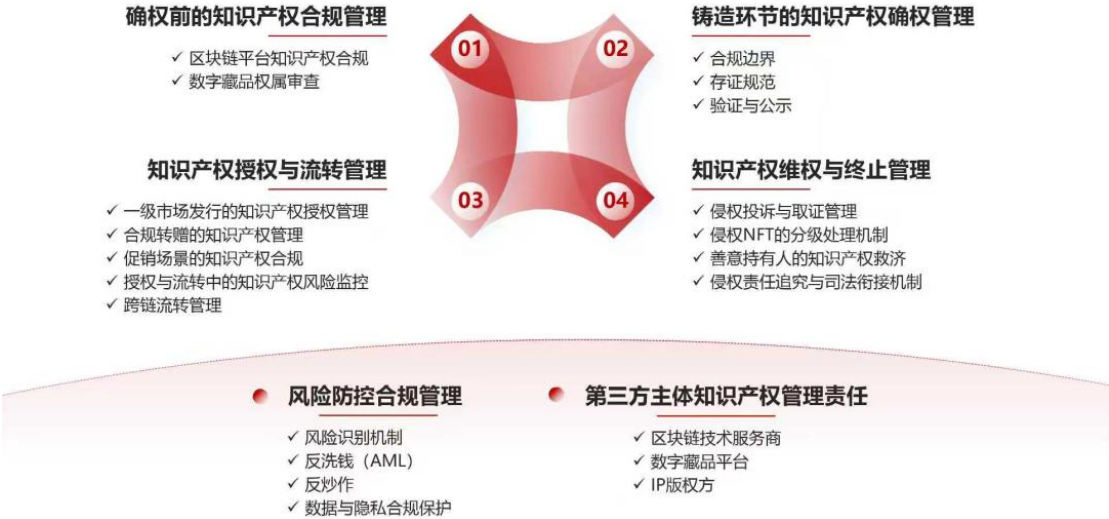 确权前的知识产权合规管理
✓ 区块链平台知识产权合规
✓ 数字藏品权属审查
01
02
铸造环节的知识产权确权管理
✓ 合规边界
✓ 存证规范
✓ 验证与公示
知识产权授权与流转管理
✓ 一级市场发行的知识产权授权管理
✓ 合规转赠的知识产权管理
✓ 促销场景的知识产权合规
✓ 授权与流转中的知识产权风险监控
✓ 跨链流转管理
03
04
知识产权维权与终止管理
✓ 侵权投诉与取证管理
✓ 侵权NFT的分级处理机制
✓ 善意持有人的知识产权救济
✓ 侵权责任追究与司法衔接机制
风险防控合规管理
✓ 风险识别机制
✓ 反洗钱（AML）
✓ 反炒作
✓ 数据与隐私合规保护
第三方主体知识产权管理责任
✓ 区块链技术服务商
✓ 数字藏品平台
✓ IP版权方